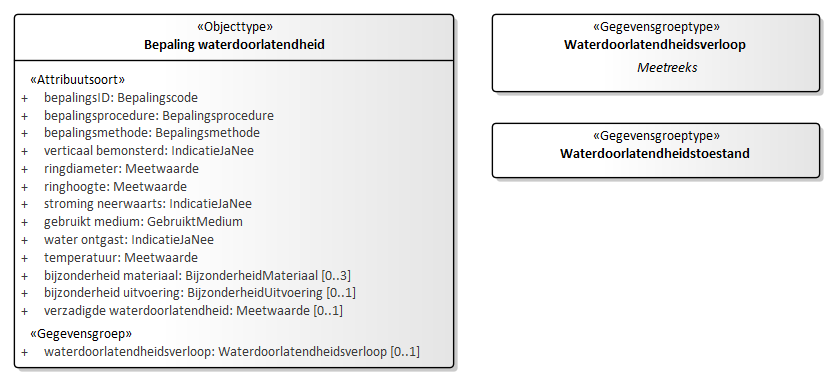 «Objecttype»
Bepaling waterdoorlatendheid
«Attribuutsoort»
+ bepalingsID: Bepalingscode
+ bepalingsprocedure: Bepalingsprocedure
+ bepalingsmethode: Bepalingsmethode
+ verticaal bemonsterd: IndicatieJaNee
+ ringdiameter: Meetwaarde
+ ringhoogte: Meetwaarde
+ stroming neerwaarts: IndicatieJaNee
+ gebruikt medium: GebruiktMedium
+ water ontgast: IndicatieJaNee
+ temperatuur: Meetwaarde
+ bijzonderheid materiaal: BijzonderheidMateriaal [0..3]
+ bijzonderheid uitvoering: BijzonderheidUitvoering [0..1]
+ verzadigde waterdoorlatendheid: Meetwaarde [0..1]
«Gegevensgroep»
+ waterdoorlatendheidsverloop: Waterdoorlatendheidsverloop [0..1]
«Gegevensgroeptype»
Waterdoorlatendheidsverloop
Meetreeks
«Gegevensgroeptype»
Waterdoorlatendheidstoestand